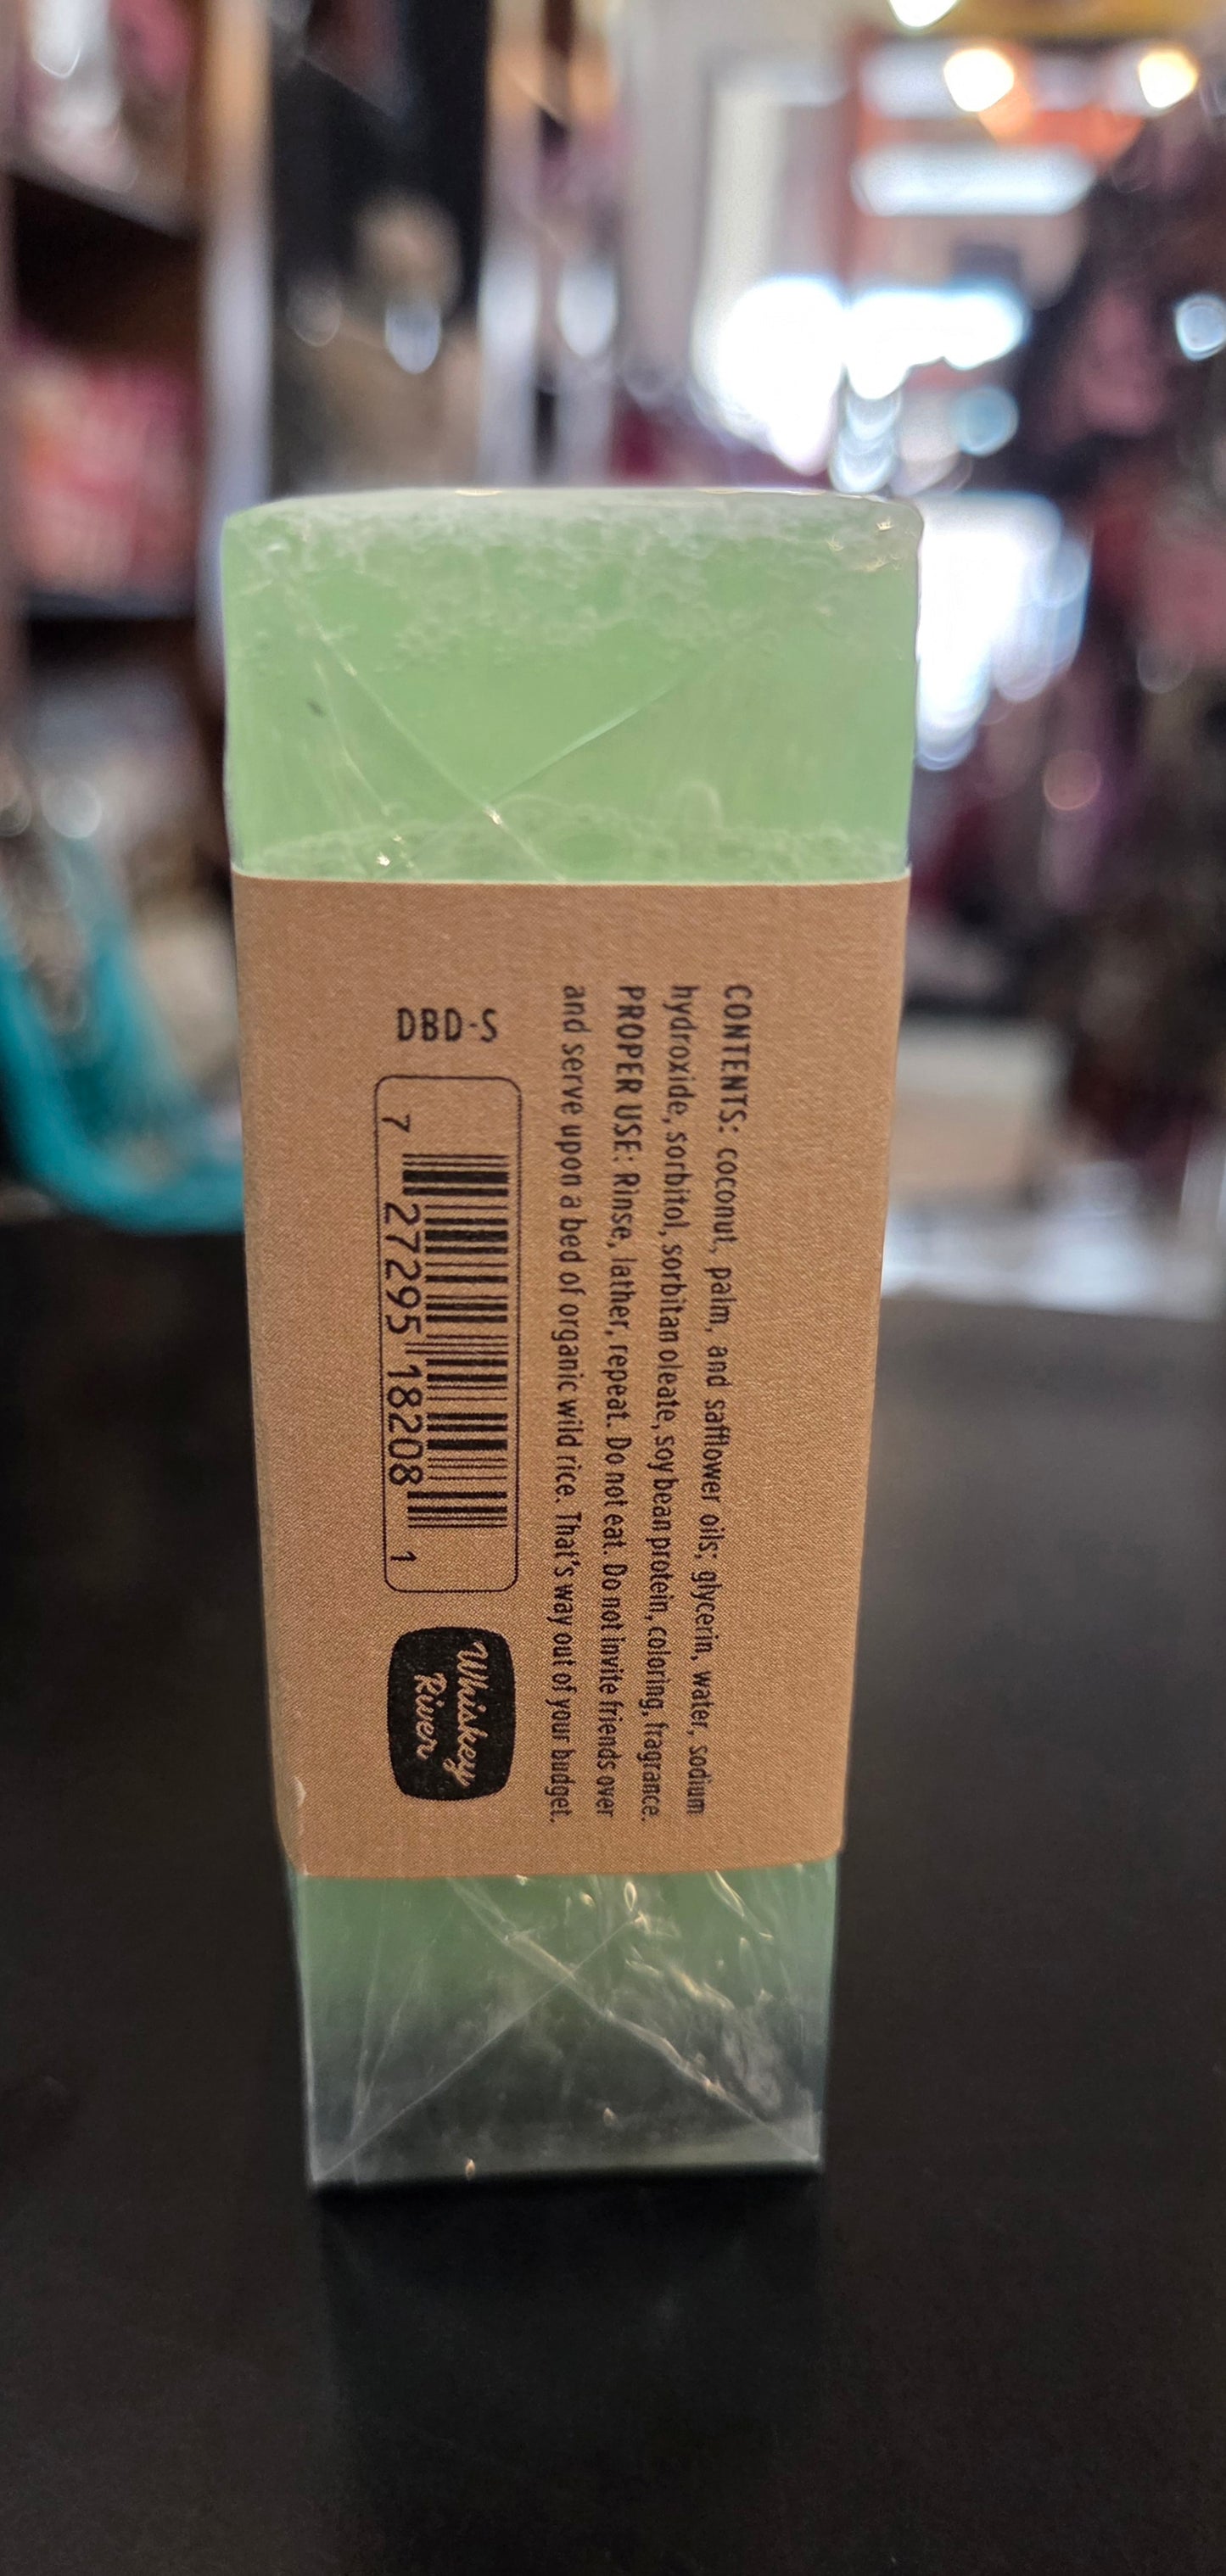 CONTENTS: coconut, palm, and safflower oils; glycerin, water, sodium
hydroxide, sorbitol, sorbitan oleate, soy bean protein, coloring, fragrance.
PROPER USE: Rinse, lather, repeat. Do not eat. Do not invite friends over
and serve upon a bed of organic wild rice. That's way out of your budget.
DBD-S
7 27295 18208 1
Whiskey
River